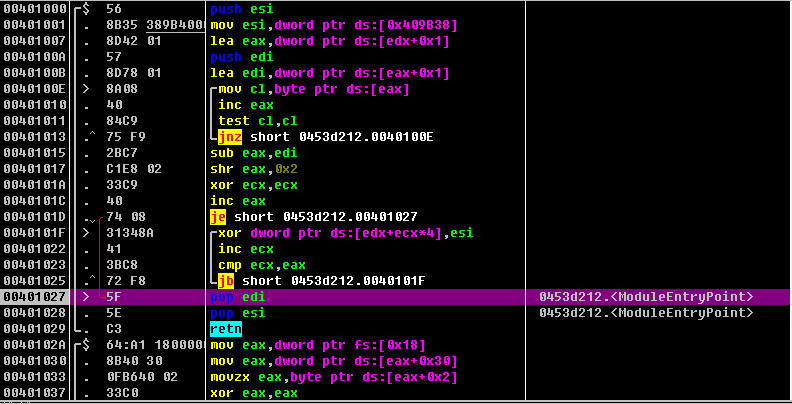 00401000 $ 56 push esi
00401001 . 8B35 389B4000 mov esi,dword ptr ds:[0x409B38]
00401007 . 8D42 01 lea eax,dword ptr ds:[edx+0x1]
0040100A . 57 push edi
0040100B . 8D78 01 lea edi,dword ptr ds:[eax+0x1]
0040100E > 8A08 mov cl,byte ptr ds:[eax]
00401010 . 40 inc eax
00401011 . 84C9 test cl,cl
00401013 .^ 75 F9 jnz short 0453d212.0040100E
00401015 . 2BC7 sub eax,edi
00401017 . C1E8 02 shr eax,0x2
0040101A . 33C9 xor ecx,ecx
0040101C . 40 inc eax
0040101D .v 74 08 je short 0453d212.00401027
0040101F > 31348A xor dword ptr ds:[edx+ecx*4],esi
00401022 . 41 inc ecx
00401023 . 3BC8 cmp ecx,eax
00401025 .^ 72 F8 jb short 0453d212.0040101F
00401027 > 5F pop edi 0453d212.<ModuleEntryPoint>
00401028 . 5E pop esi 0453d212.<ModuleEntryPoint>
00401029 . C3 retn
0040102A $ 64:A1 1800000 mov eax,dword ptr fs:[0x18]
00401030 . 8B40 30 mov eax,dword ptr ds:[eax+0x30]
00401033 . 0FB640 02 movzx eax,byte ptr ds:[eax+0x2]
00401037 . 33C0 xor eax,eax